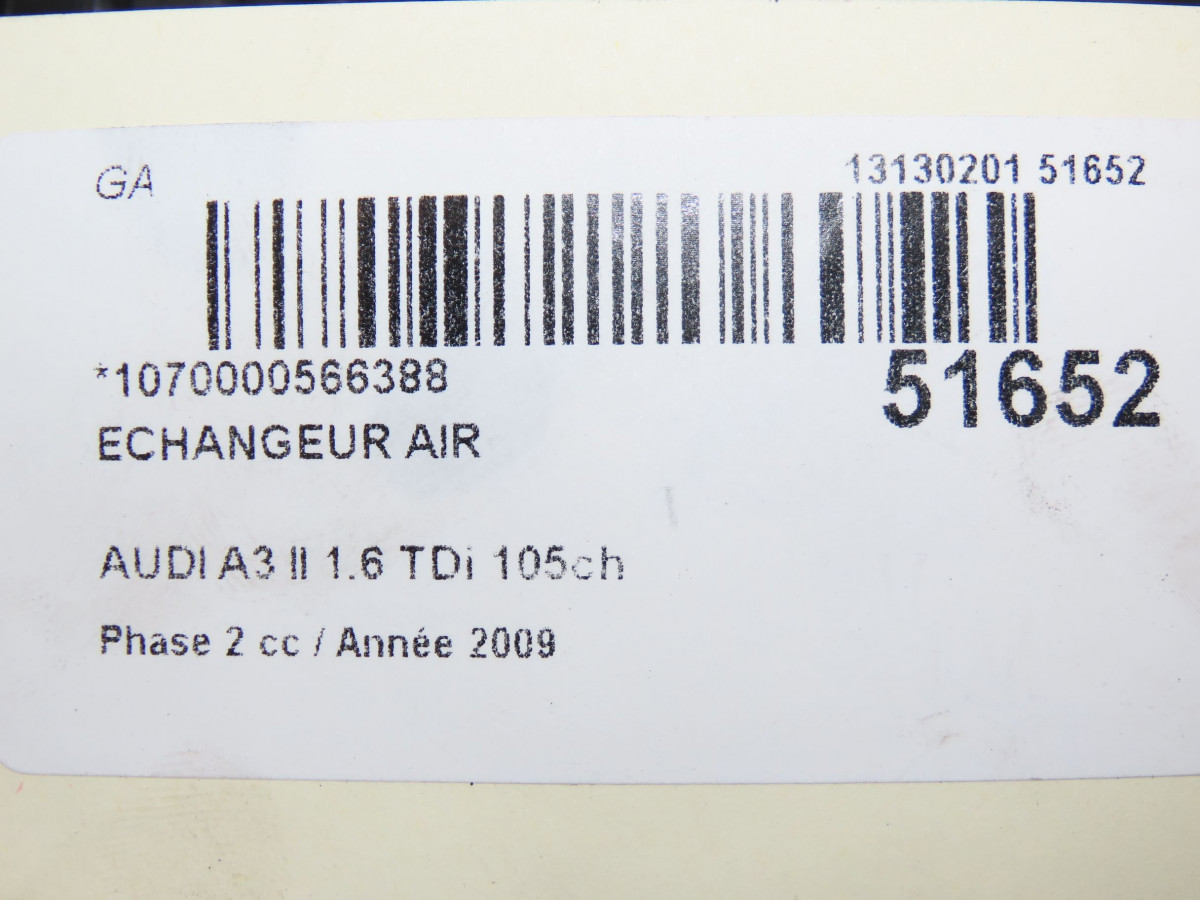 GA
13130201 51652
*1070000566388
51652
ECHANGEUR AIR
AUDI A3 II 1.6 TDi 105ch
Phase 2 cc / Année 2009